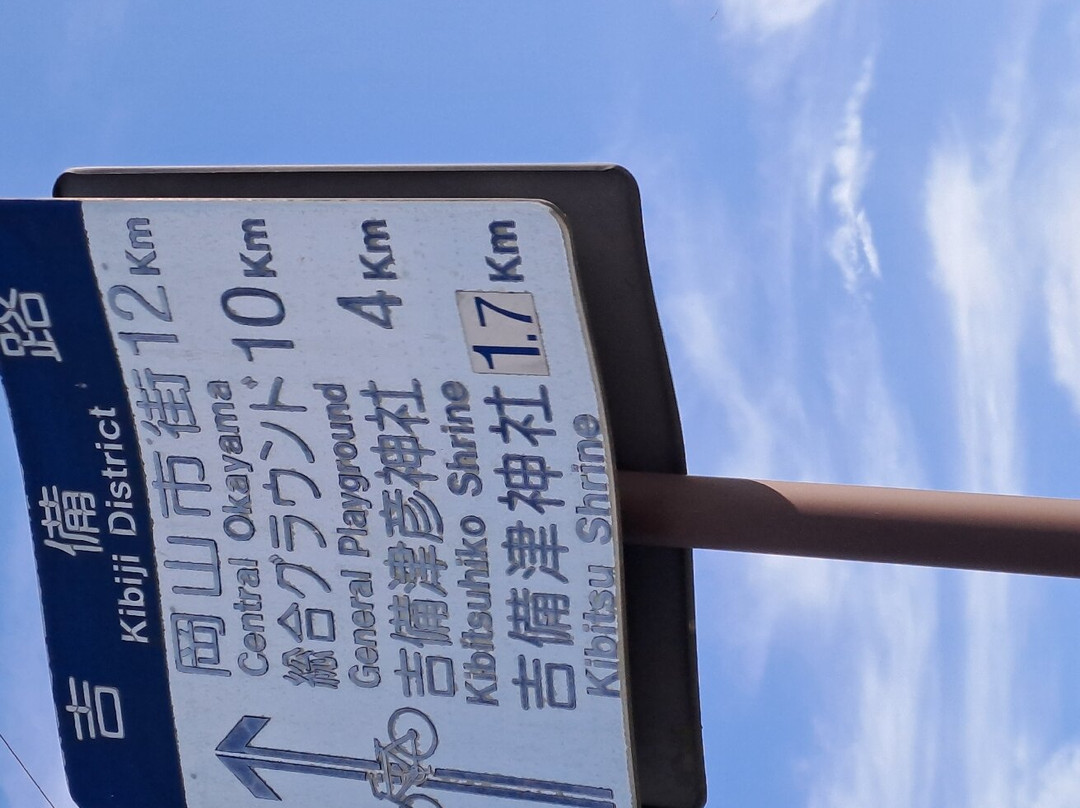 吉備路
Kibiji District
岡山市街 12 Km
Central Okayama
総合グラウンド 10 Km
General Playground
吉備津彦神社 4 Km
Kibitsuhiko Shrine
吉備津神社 1.7 Km
Kibitsu Shrine